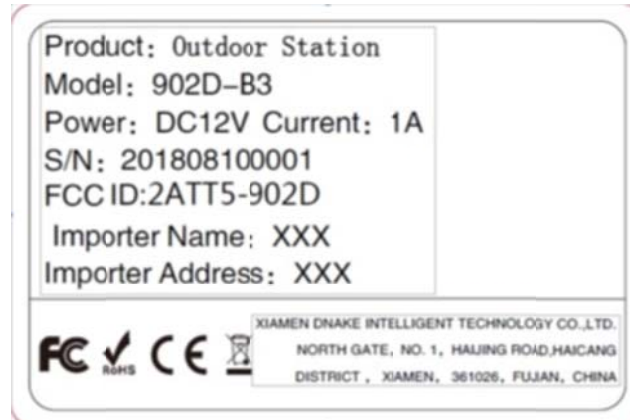 Product：Outdoor Station
Model：902D-B3
Power：DC12V Current：1A
S/N：201808100001
FCC ID:2ATT5-902D
Importer Name：XXX
Importer Address：XXX
FC RoHS CE
XIAMEN DNAKE INTELLIGENT TECHNOLOGY CO.,LTD.
NORTH GATE，NO. 1，HAIJING ROAD,HAICANG
DISTRICT，XIAMEN，361026，FUJIAN，CHINA